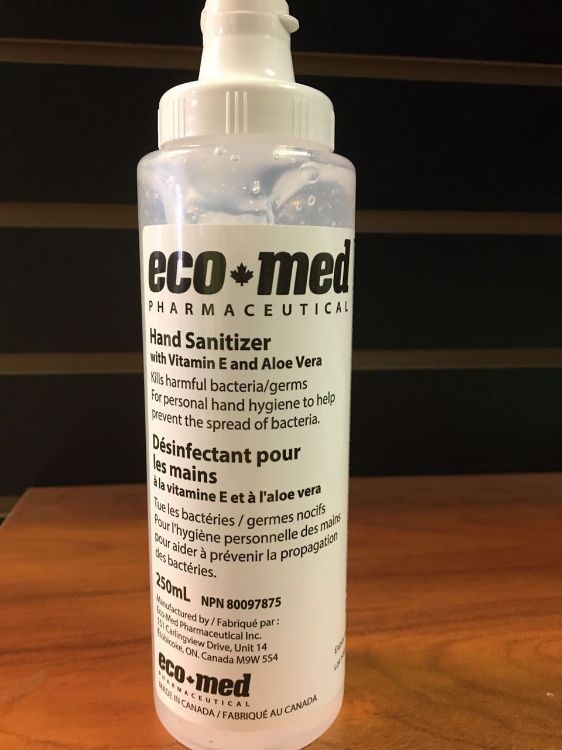 eco med
PHARMACEUTICAL
Hand Sanitizer
with Vitamin E and Aloe Vera
Kills harmful bacteria/germs
For personal hand hygiene to help
prevent the spread of bacteria.
Désinfectant pour
les mains
à la vitamine E et à l'aloe vera
Tue les bactéries / germes nocifs
Pour l'hygiène personnelle des mains
pour aider à prévenir la propagation
des bactéries.
250mL NPN 80097875
Manufactured by / Fabriqué par :
Eco-Med Pharmaceutical Inc.
151 Carlingview Drive, Unit 14
Etobicoke, ON. Canada M9W 5S4
eco med
PHARMACEUTICAL
MADE IN CANADA / FABRIQUÉ AU CANADA